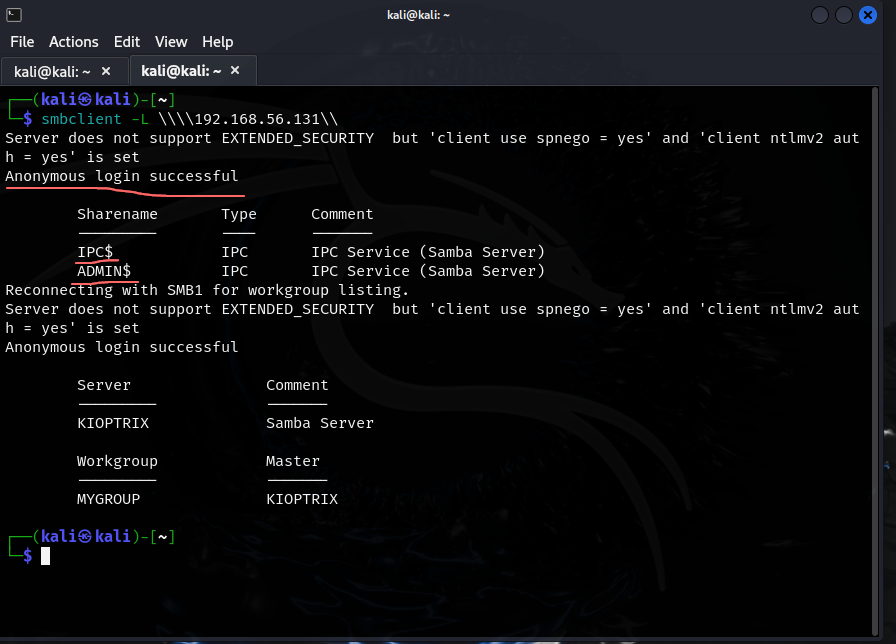 kali@kali: ~
File Actions Edit View Help
kali@kali: ~ × kali@kali: ~ ×
┌──(kali㉿kali)-[~]
└─$ smbclient -L \\\\192.168.56.131\\
Server does not support EXTENDED_SECURITY  but 'client use spnego = yes' and 'client ntlmv2 aut
h = yes' is set
Anonymous login successful
Sharename       Type      Comment
---------       ----      -------
IPC$            IPC       IPC Service (Samba Server)
ADMIN$          IPC       IPC Service (Samba Server)
Reconnecting with SMB1 for workgroup listing.
Server does not support EXTENDED_SECURITY  but 'client use spnego = yes' and 'client ntlmv2 aut
h = yes' is set
Anonymous login successful
Server               Comment
---------            -------
KIOPTRIX             Samba Server
Workgroup            Master
---------            -------
MYGROUP              KIOPTRIX
┌──(kali㉿kali)-[~]
└─$